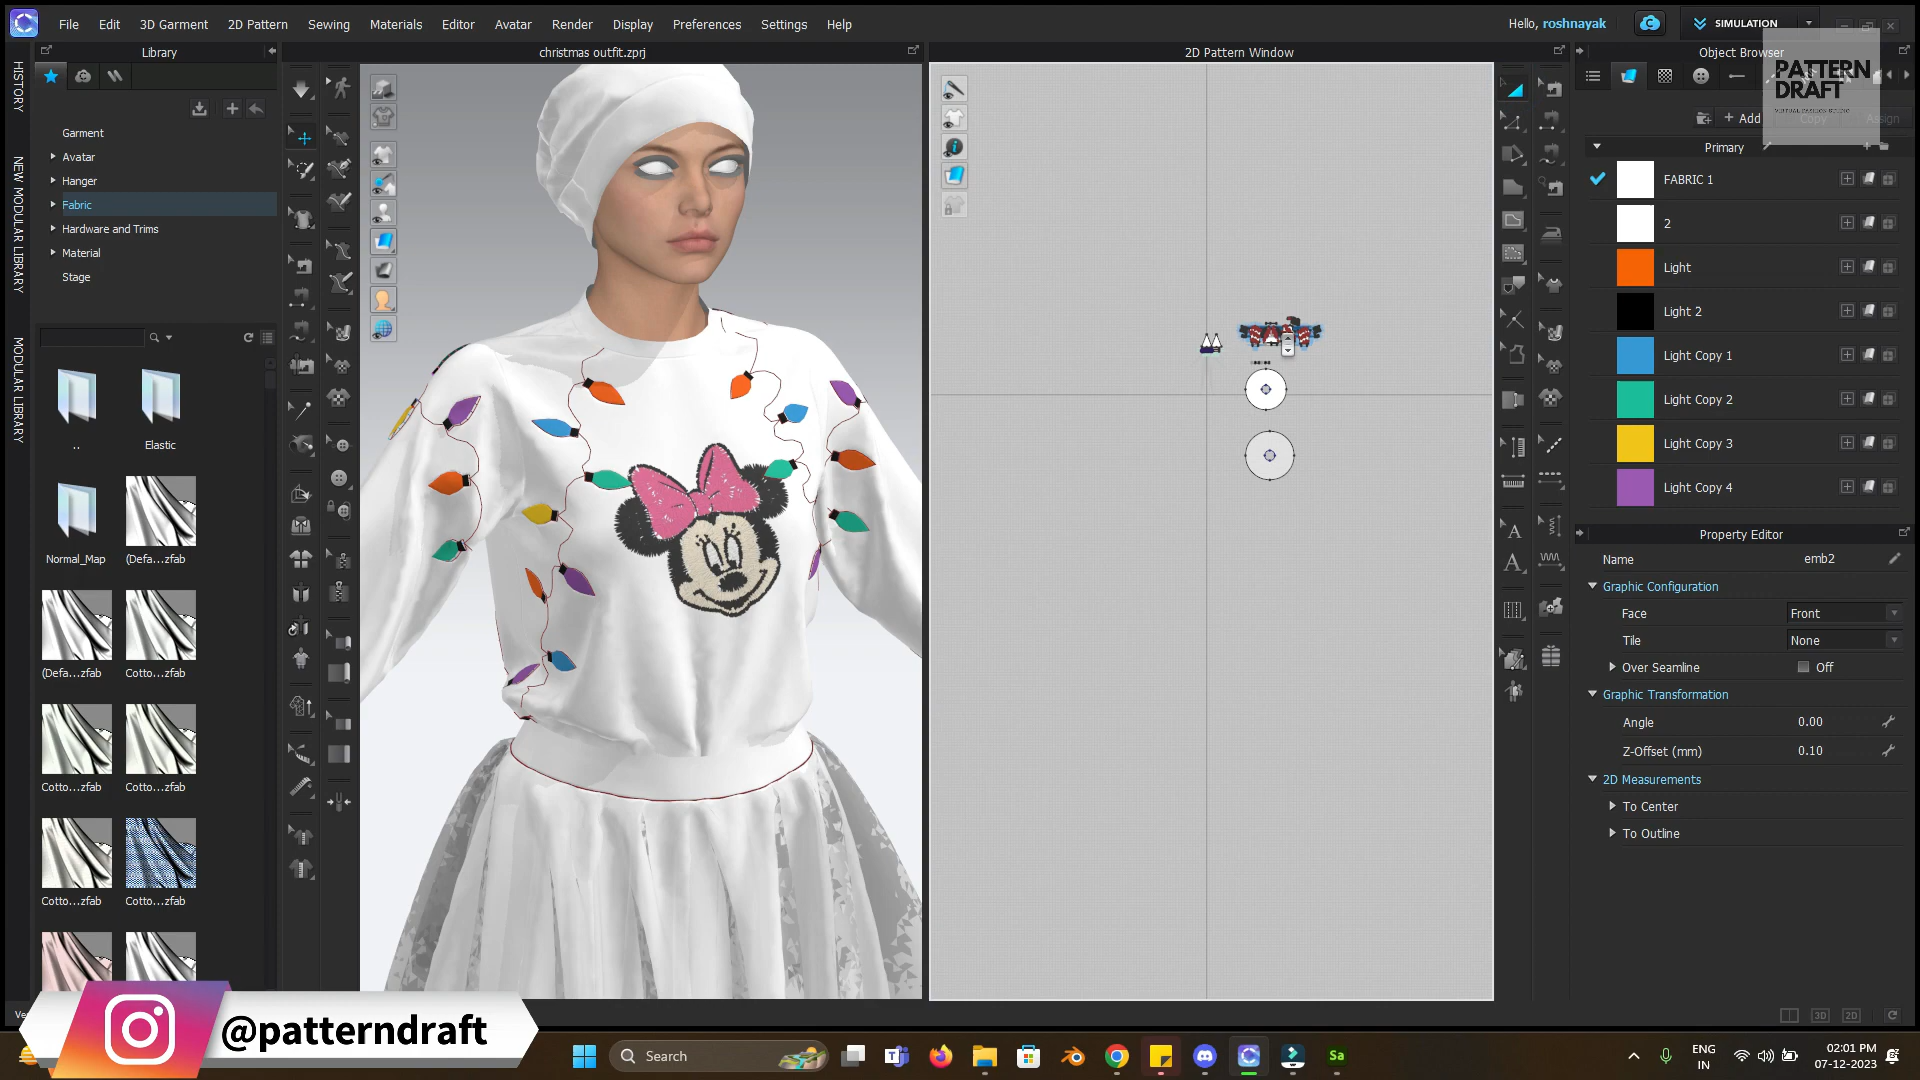 File Edit 3D Garment 2D Pattern Sewing Materials Editor Avatar Render Display Preferences Settings Help
Hello, roshnayak
SIMULATION
Library
christmas outfit.zprj
2D Pattern Window
Object Browser
PATTERN
DRAFT
HISTORY
NEW MODULAR LIBRARY
MODULAR LIBRARY
Garment
Avatar
Hanger
Fabric
Hardware and Trims
Material
Stage
+ Add
Copy
Assign
Primary
FABRIC 1
2
Light
Light 2
Light Copy 1
Light Copy 2
Light Copy 3
Light Copy 4
..
Elastic
Normal_Map
(Defa...zfab
(Defa...zfab
Cotto...zfab
Cotto...zfab
Cotto...zfab
Cotto...zfab
Cotto...zfab
Property Editor
Name emb2
Graphic Configuration
Face Front
Tile None
Over Seamline Off
Graphic Transformation
Angle 0.00
Z-Offset (mm) 0.10
2D Measurements
To Center
To Outline
Ve
3D
2D
@patterndraft
Search
Sa
ENG
IN
02:01 PM
07-12-2023